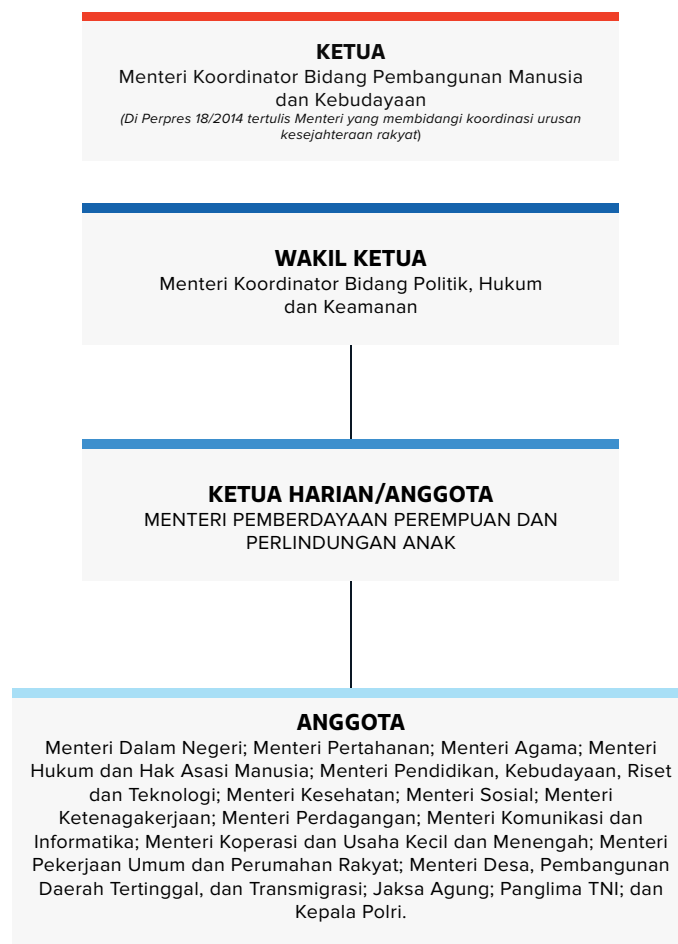 KETUA
Menteri Koordinator Bidang Pembangunan Manusia
dan Kebudayaan
(Di Perpres 18/2014 tertulis Menteri yang membidangi koordinasi urusan
kesejahteraan rakyat)
WAKIL KETUA
Menteri Koordinator Bidang Politik, Hukum
dan Keamanan
KETUA HARIAN/ANGGOTA
MENTERI PEMBERDAYAAN PEREMPUAN DAN
PERLINDUNGAN ANAK
ANGGOTA
Menteri Dalam Negeri; Menteri Pertahanan; Menteri Agama; Menteri
Hukum dan Hak Asasi Manusia; Menteri Pendidikan, Kebudayaan, Riset
dan Teknologi; Menteri Kesehatan; Menteri Sosial; Menteri
Ketenagakerjaan; Menteri Perdagangan; Menteri Komunikasi dan
Informatika; Menteri Koperasi dan Usaha Kecil dan Menengah; Menteri
Pekerjaan Umum dan Perumahan Rakyat; Menteri Desa, Pembangunan
Daerah Tertinggal, dan Transmigrasi; Jaksa Agung; Panglima TNI; dan
Kepala Polri.